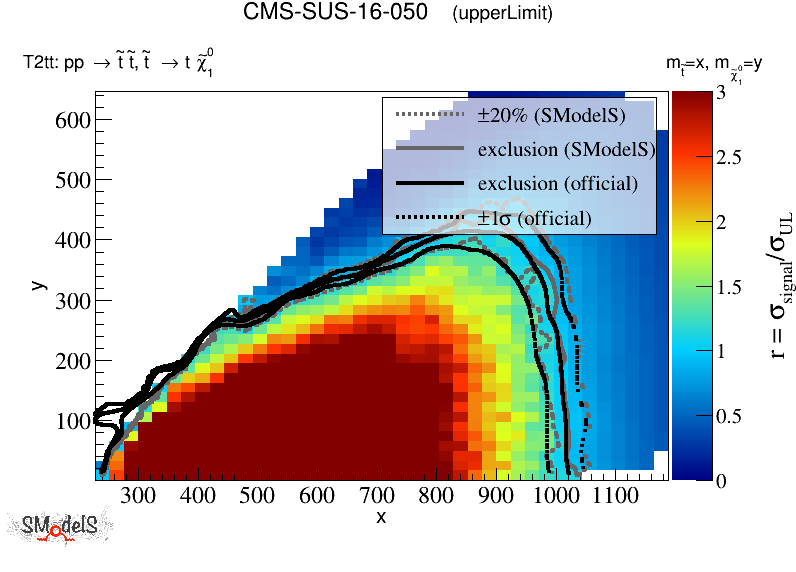 CMS-SUS-16-050 (upperLimit)
T2tt: pp → t̃ t̃, t̃ → t χ̃₁⁰
m_t̃=x, m_χ̃₁⁰=y
±20% (SModelS)
exclusion (SModelS)
exclusion (official)
±1σ (official)
600
500
400
300
200
100
y
300 400 500 600 700 800 900 1000 1100
x
3
2.5
2
1.5
1
0.5
0
r = σ_signal/σ_UL
SModelS